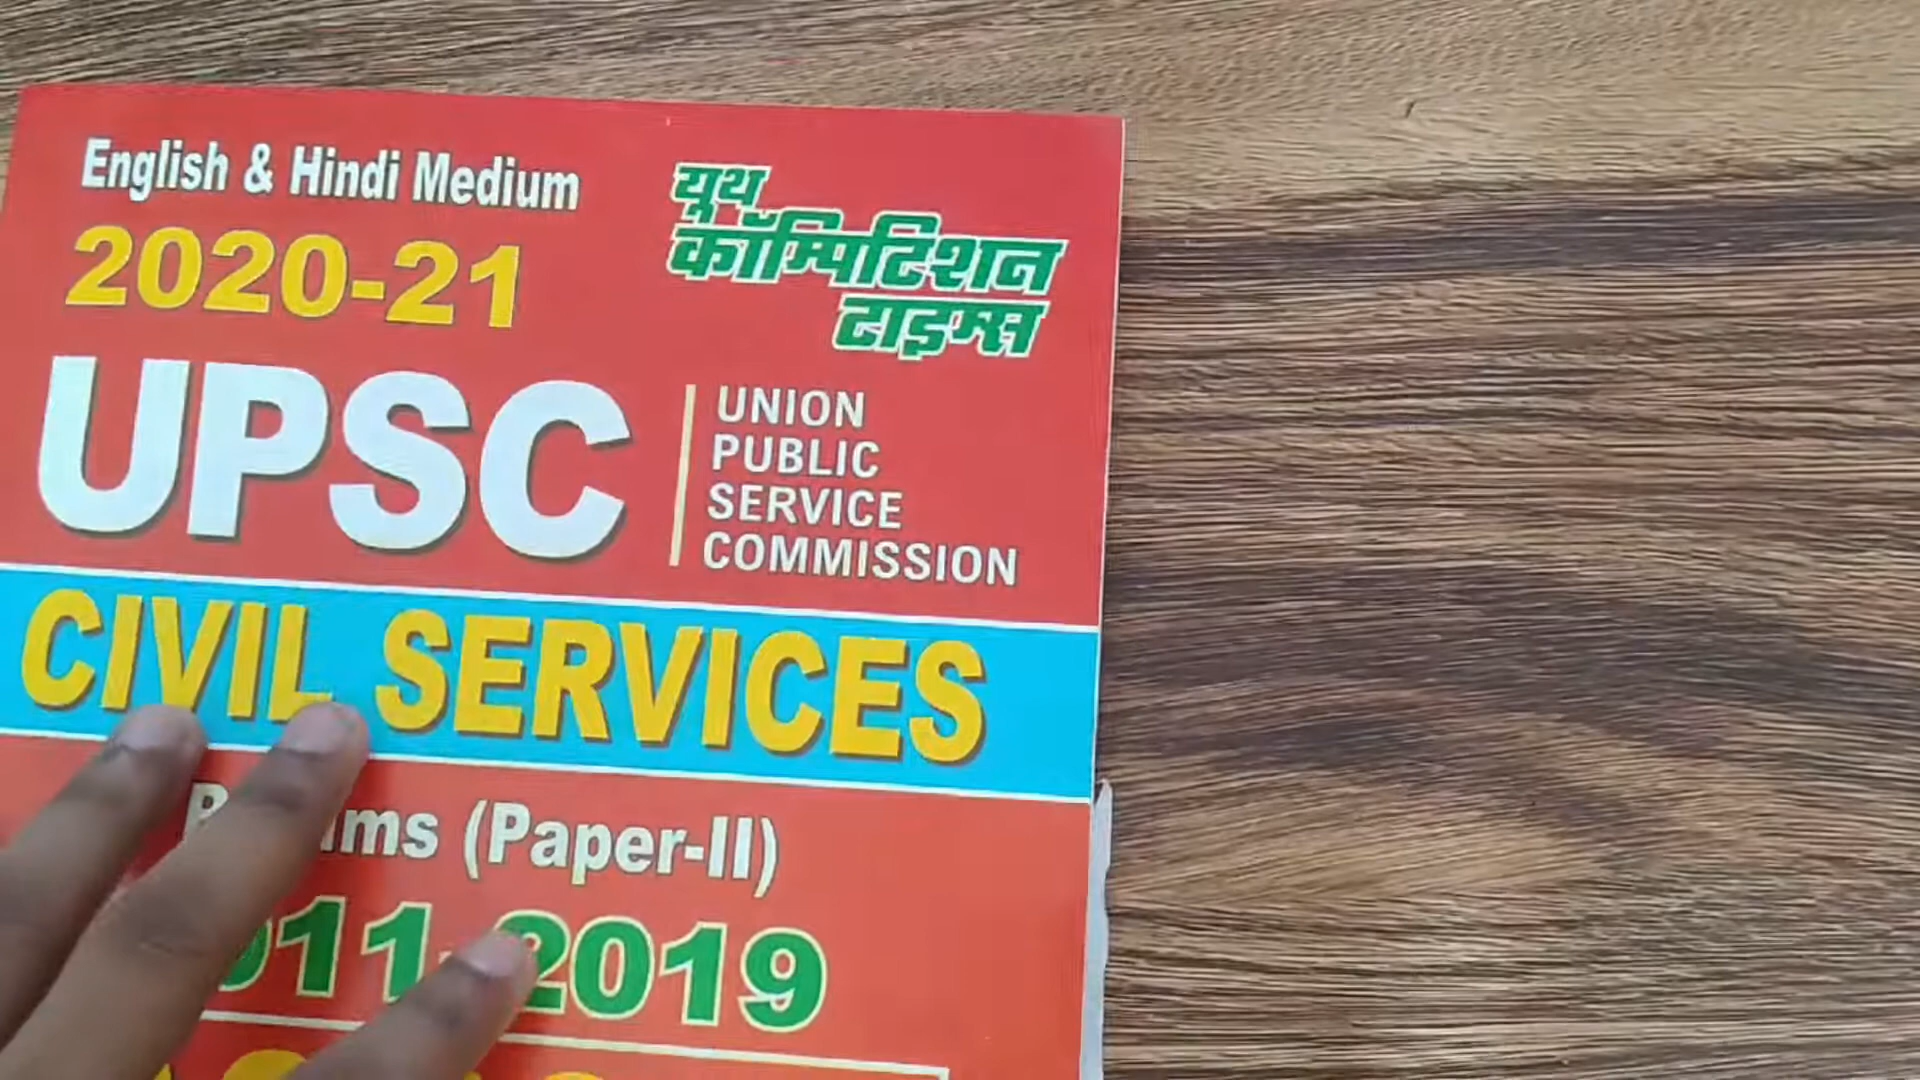 English & Hindi Medium
2020-21
यूथ
कॉम्पिटिशन
टाइम्स
UPSC
UNION
PUBLIC
SERVICE
COMMISSION
CIVIL SERVICES
(Paper-II)
2019